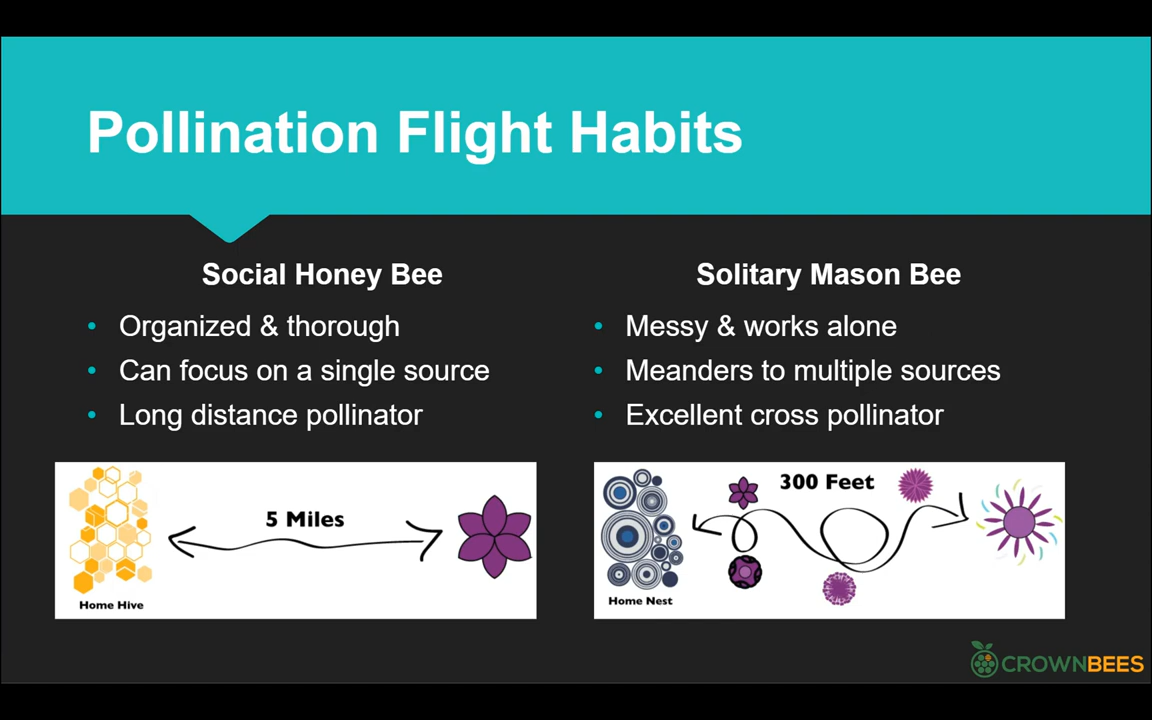 Pollination Flight Habits
Social Honey Bee
• Organized & thorough
• Can focus on a single source
• Long distance pollinator
5 Miles
Home Hive
Solitary Mason Bee
• Messy & works alone
• Meanders to multiple sources
• Excellent cross pollinator
300 Feet
Home Nest
CROWNBEES